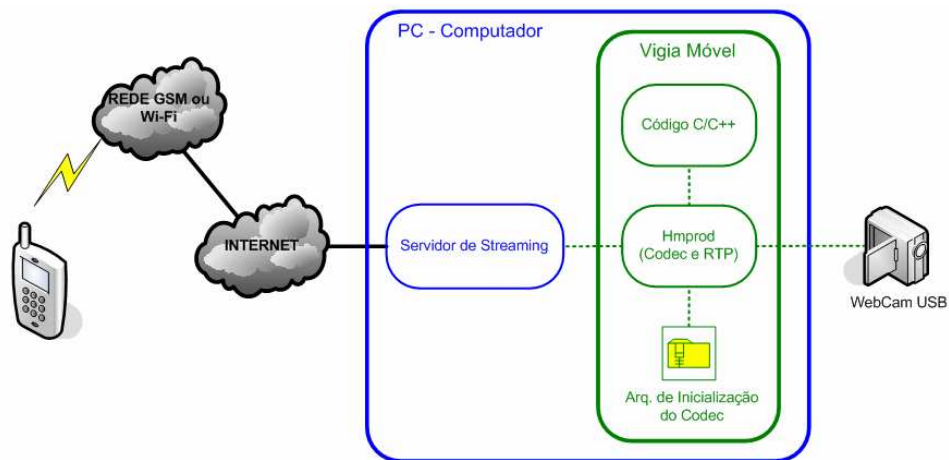 PC - Computador
Vigia Móvel
REDE GSM ou
Wi-Fi
Código C/C++
INTERNET
Servidor de Streaming
Hmprod
(Codec e RTP)
WebCam USB
Arq. de Inicialização
do Codec